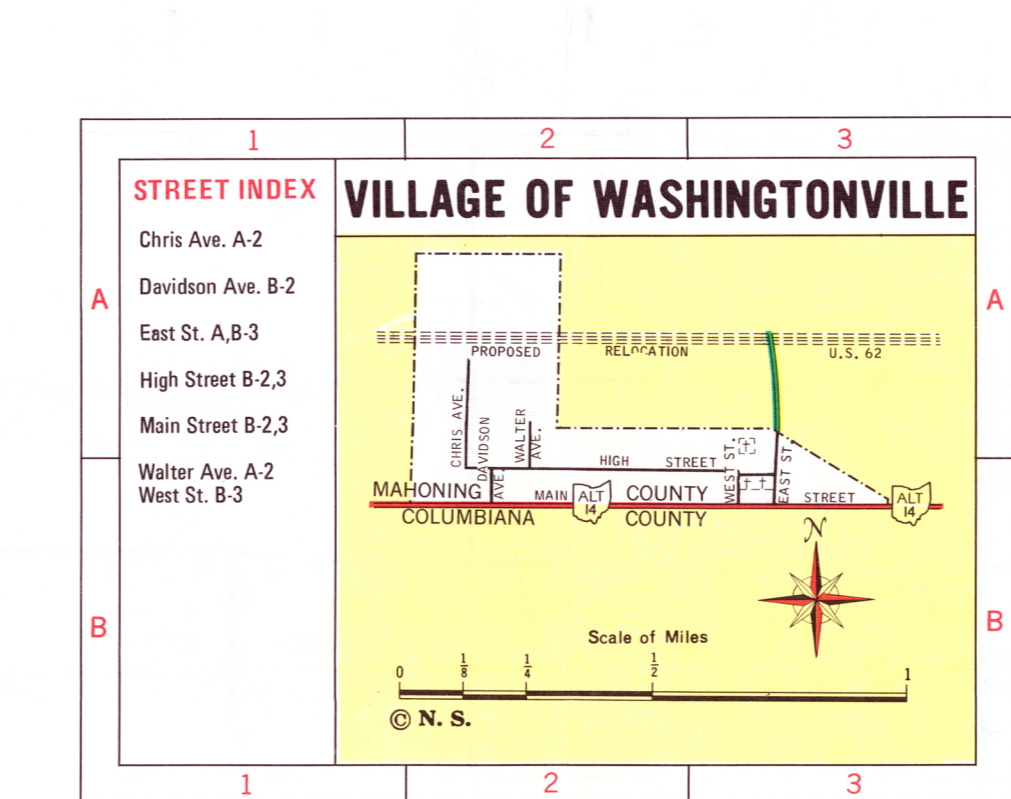 1 2 3
STREET INDEX
VILLAGE OF WASHINGTONVILLE
Chris Ave. A-2
Davidson Ave. B-2
East St. A,B-3
High Street B-2,3
Main Street B-2,3
Walter Ave. A-2
West St. B-3
A
A
PROPOSED RELOCATION U.S. 62
CHRIS AVE.
DAVIDSON
AVE.
WALTER
AVE.
HIGH STREET
WEST ST.
EAST ST.
MAHONING COUNTY
MAIN STREET
ALT
14
ALT
14
COLUMBIANA COUNTY
N
B
B
Scale of Miles
0 1/8 1/4 1/2 1
© N. S.
1 2 3